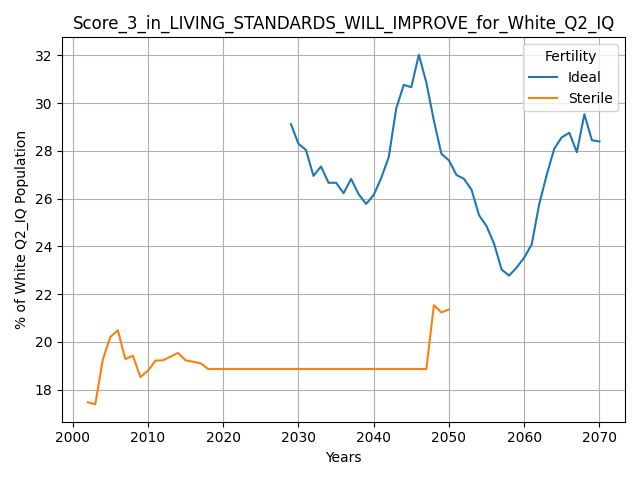 Score_3_in_LIVING_STANDARDS_WILL_IMPROVE_for_White_Q2_IQ
Fertility
Ideal
Sterile
% of White Q2_IQ Population
32
30
28
26
24
22
20
18
2000 2010 2020 2030 2040 2050 2060 2070
Years